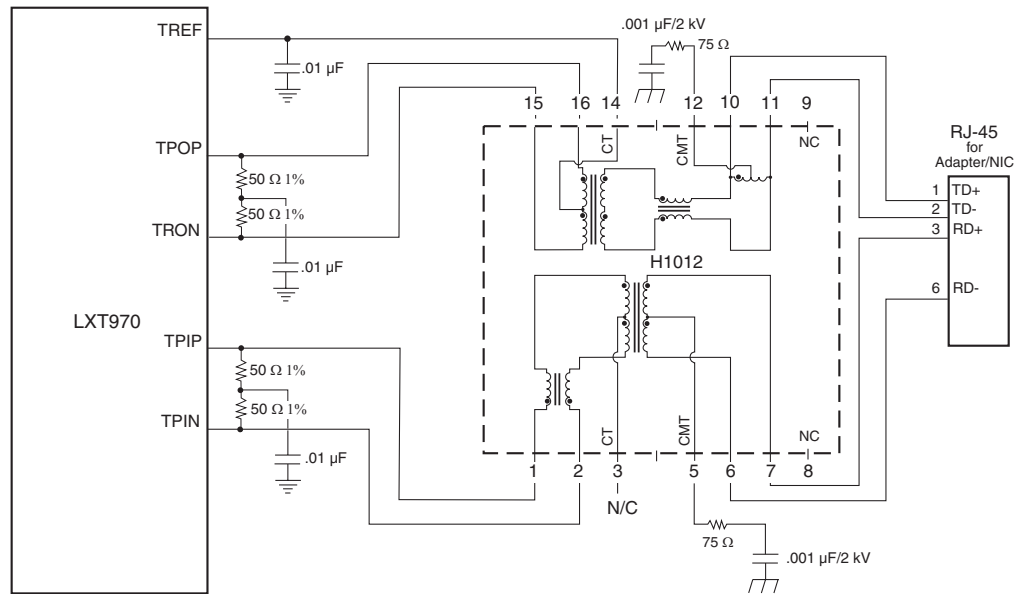 .001 µF/2 kV
TREF
75 Ω
.01 µF
15 16 14 12 10 11 9
NC
CT
CMT
RJ-45
for
Adapter/NIC
TPOP
50 Ω 1%
50 Ω 1%
1 TD+
2 TD-
3 RD+
TRON
.01 µF
H1012
6 RD-
LXT970
TPIP
50 Ω 1%
50 Ω 1%
TPIN
CT
CMT
NC
.01 µF
1 2 3 5 6 7 8
N/C
75 Ω
.001 µF/2 kV